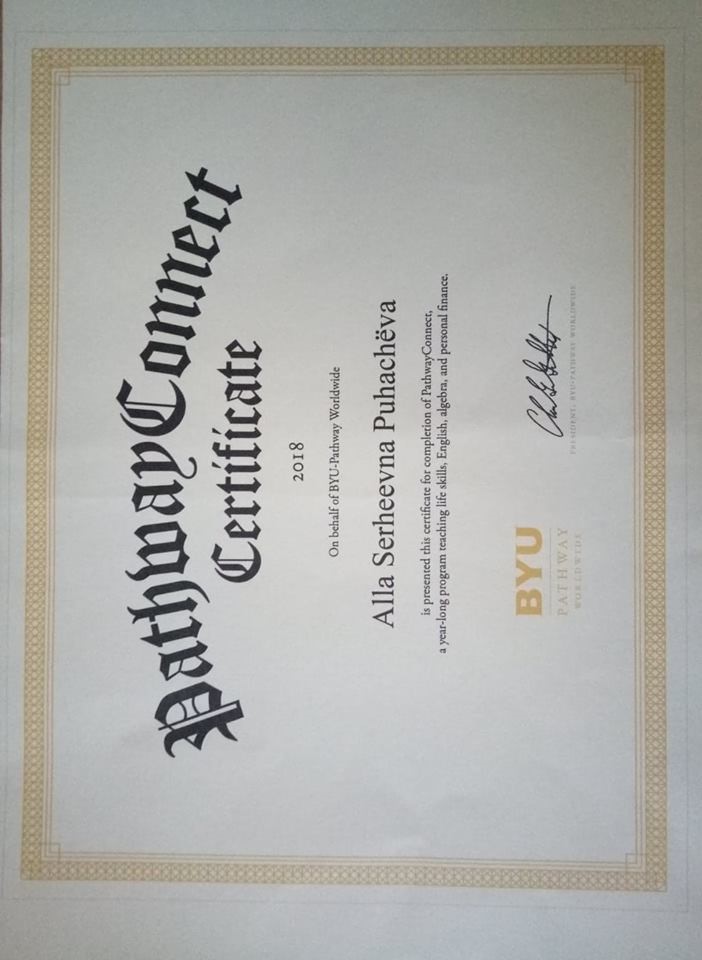 PathwayConnect
Certificate
2018
On behalf of BYU-Pathway Worldwide
Alla Serheevna Puhachëva
is presented this certificate for completion of PathwayConnect,
a year-long program teaching life skills, English, algebra, and personal finance.
BYU
PATHWAY
WORLDWIDE
PRESIDENT, BYU-PATHWAY WORLDWIDE